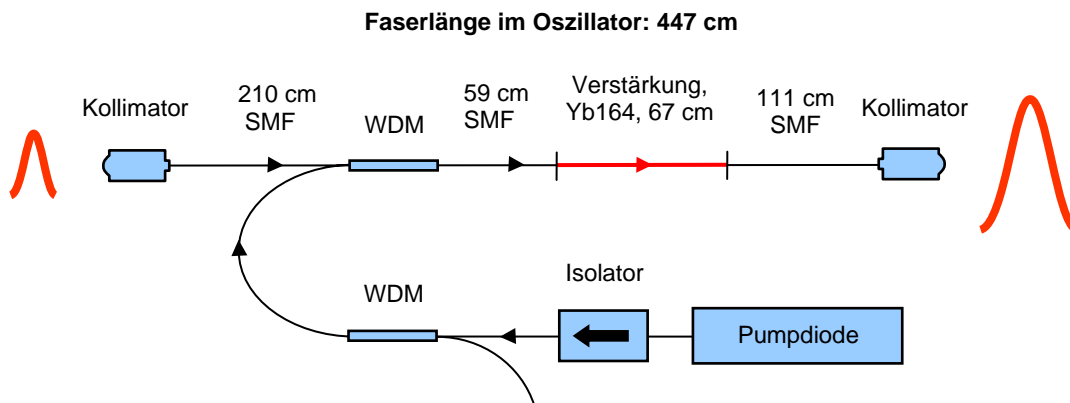 Faserlänge im Oszillator: 447 cm
Kollimator
210 cm
SMF
WDM
59 cm
SMF
Verstärkung,
Yb164, 67 cm
111 cm
SMF
Kollimator
WDM
Isolator
Pumpdiode